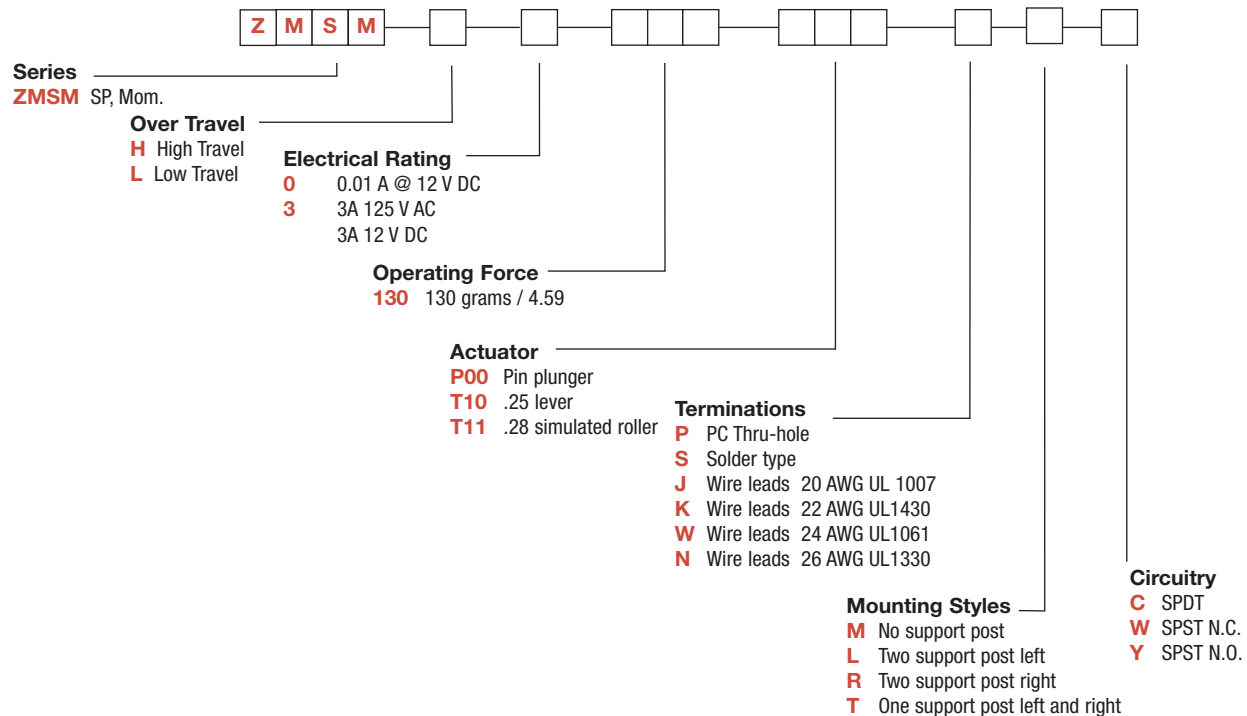 Z M S M
Series
ZMSM SP, Mom.
Over Travel
H High Travel
L Low Travel
Electrical Rating
0 0.01 A @ 12 V DC
3 3A 125 V AC
3A 12 V DC
Operating Force
130 130 grams / 4.59
Actuator
P00 Pin plunger
T10 .25 lever
T11 .28 simulated roller
Terminations
P PC Thru-hole
S Solder type
J Wire leads 20 AWG UL 1007
K Wire leads 22 AWG UL1430
W Wire leads 24 AWG UL1061
N Wire leads 26 AWG UL1330
Mounting Styles
M No support post
L Two support post left
R Two support post right
T One support post left and right
Circuitry
C SPDT
W SPST N.C.
Y SPST N.O.